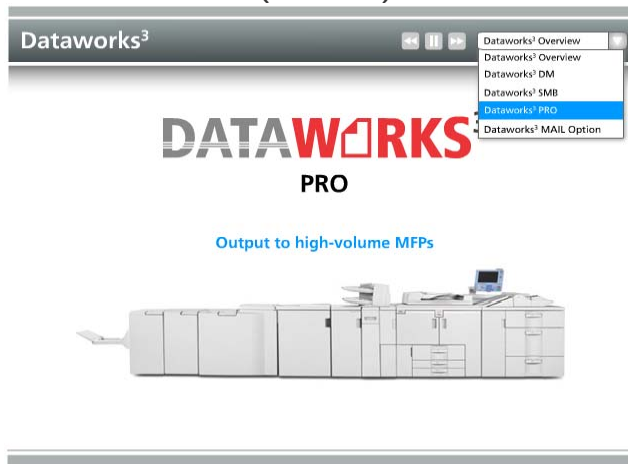 Dataworks³
Dataworks³ Overview
Dataworks³ Overview
Dataworks³ DM
Dataworks³ SMB
Dataworks³ PRO
Dataworks³ MAIL Option
DATAWORKS³
PRO
Output to high-volume MFPs